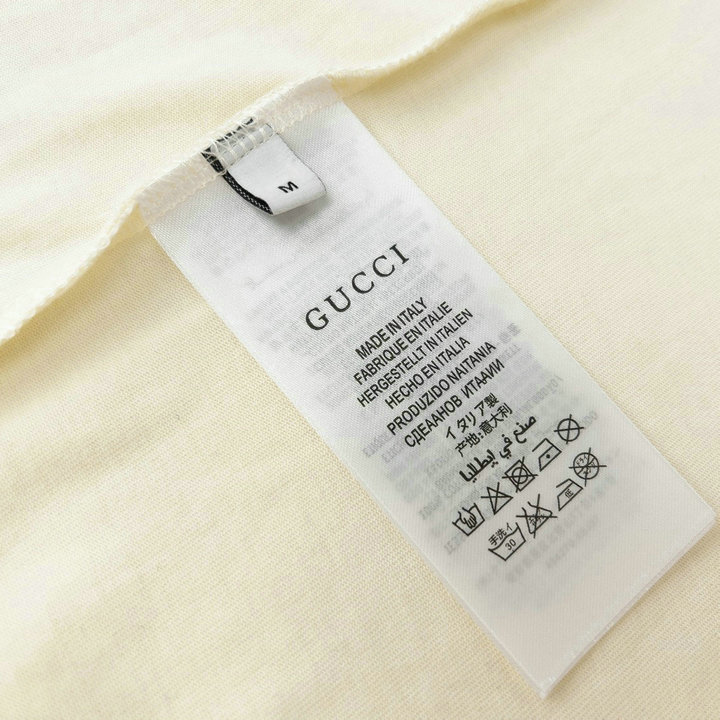 M
GUCCI
MADE IN ITALY
FABRIQUE EN ITALIE
HERGESTELLT IN ITALIEN
HECHO EN ITALIA
PRODUZIDO NAITANIA
СДЕАНОВ ИТААИИ
イタリア製
产地:意大利
صنع في إيطاليا
手洗イ
30